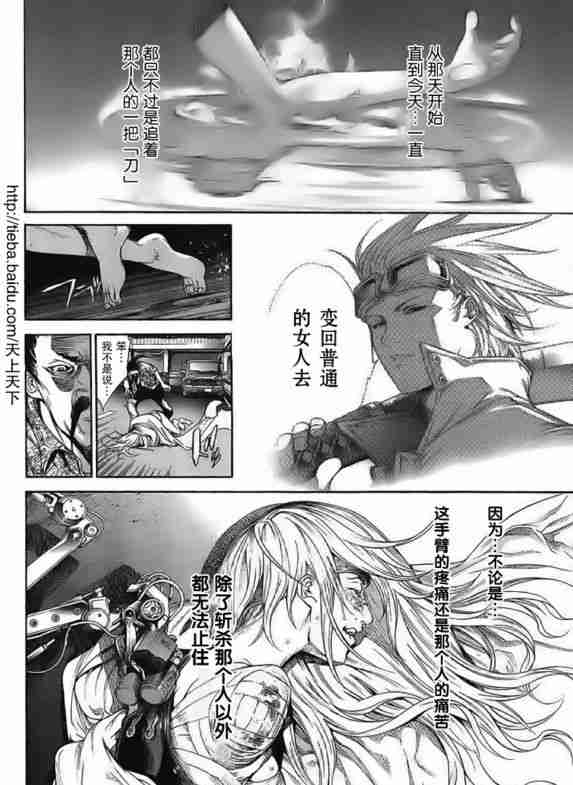 从那天开始
直到今天…一直
都只不过是追着
那个人的一把「刀」
变回普通
的女人去
笨…
我不是说…
因为…不论是…
这手臂的疼痛还是那个人的痛苦
除了斩杀那个人以外
都无法止住
http://tieba.baidu.com/天上天下